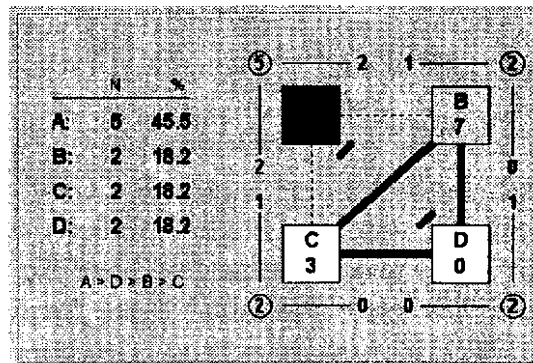 N %
A: 5 45.5
B: 2 18.2
C: 2 18.2
D: 2 18.2
A > D > B > C
5 2 1 2
B
7
2 0
1 1
C D
3 0
2 0 0 2